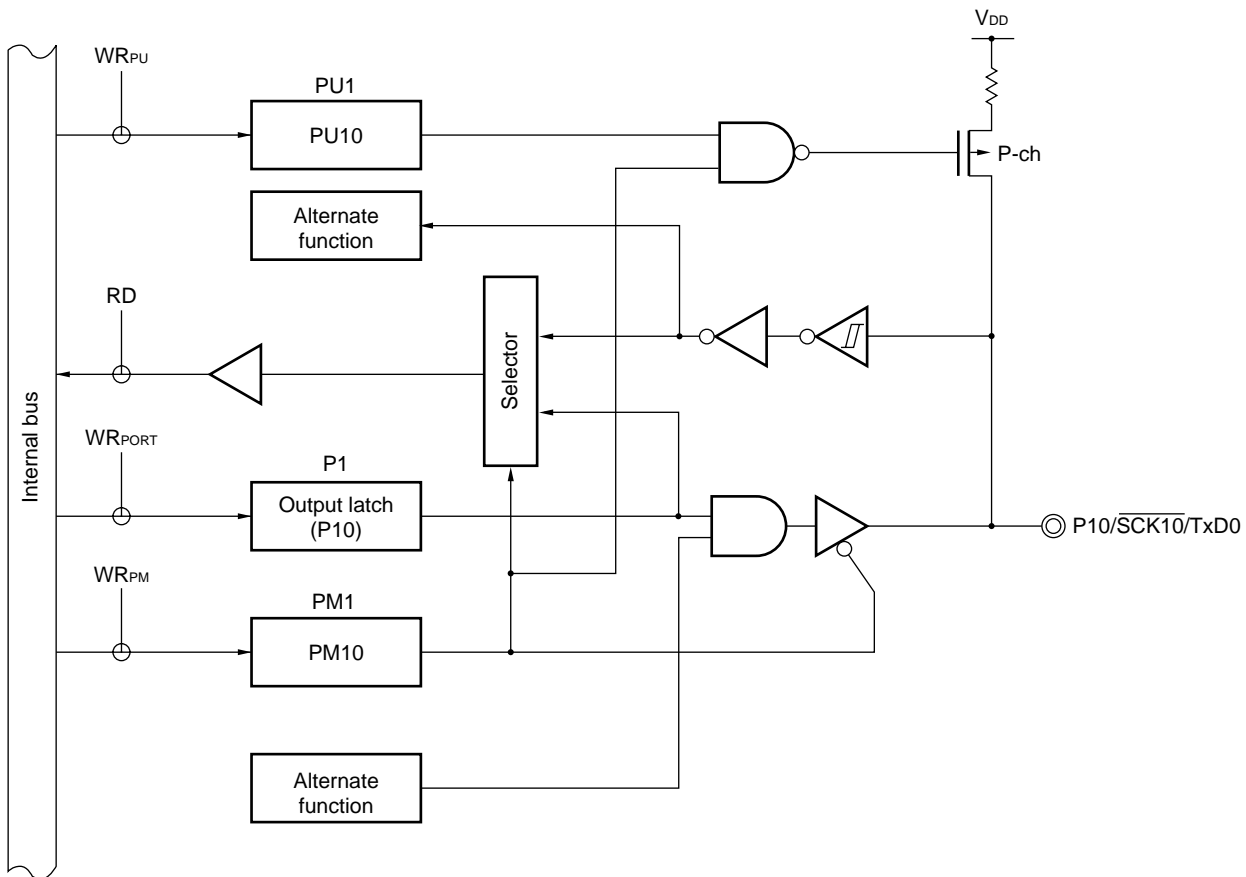 VDD
WRPU
PU1
PU10
P-ch
Alternate
function
RD
Selector
Internal bus
WRPORT
P1
Output latch
(P10)
P10/SCK10/TxD0
WRPM
PM1
PM10
Alternate
function